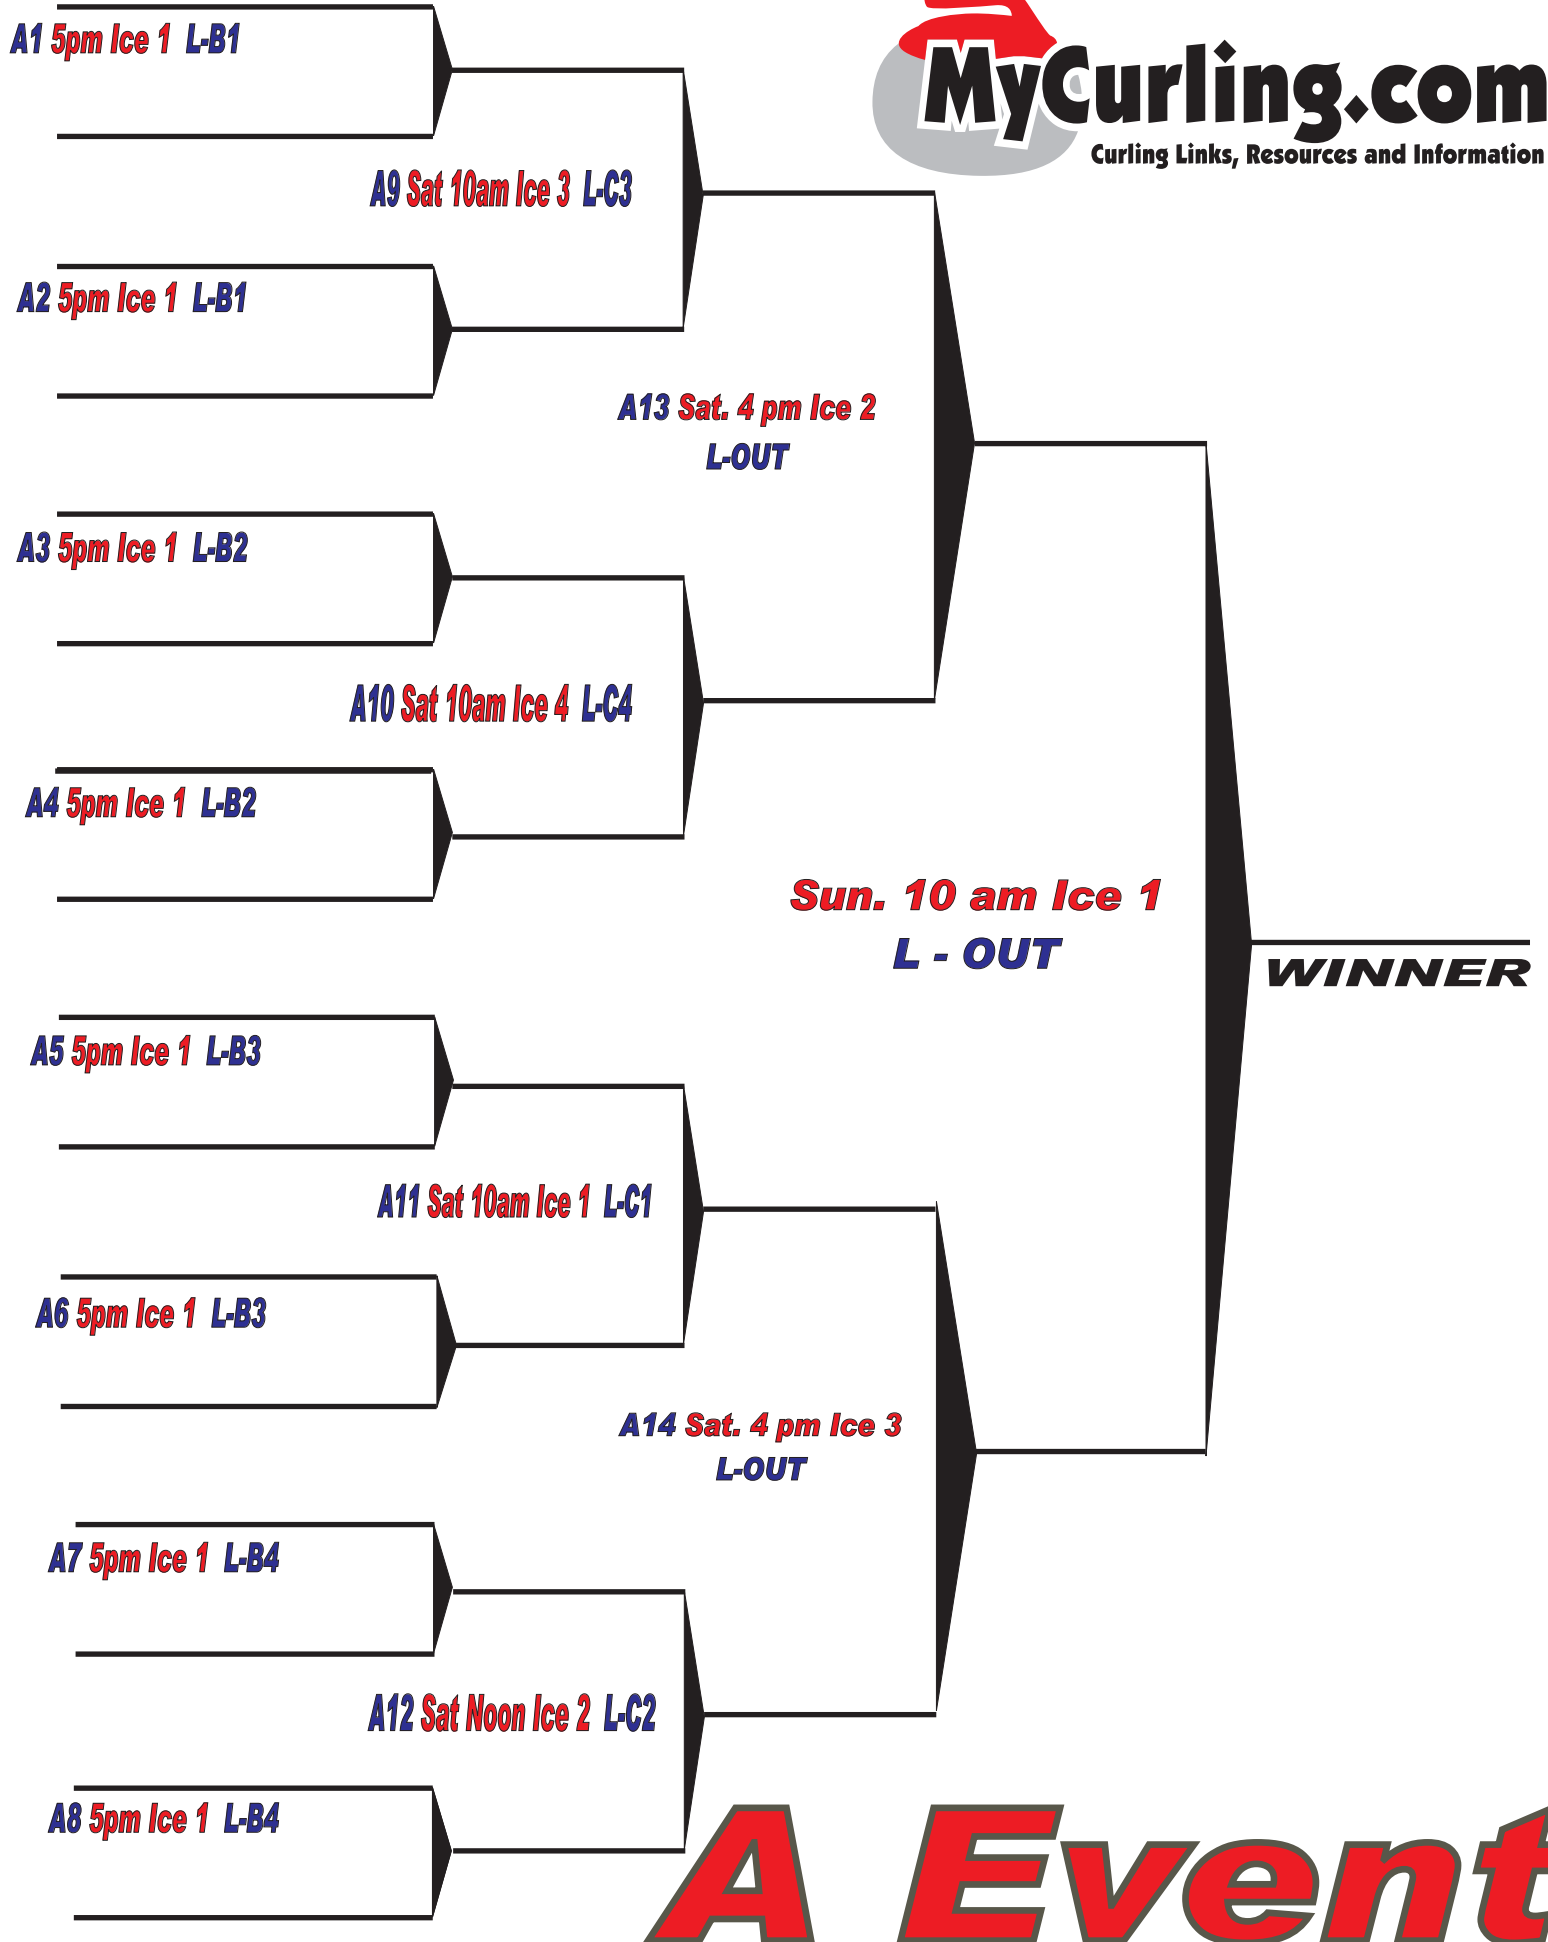 MyCurling.com
Curling Links, Resources and Information
A1 5pm Ice 1 L-B1
A9 Sat 10am Ice 3 L-C3
A2 5pm Ice 1 L-B1
A13 Sat. 4 pm Ice 2
L-OUT
A3 5pm Ice 1 L-B2
A10 Sat 10am Ice 4 L-C4
A4 5pm Ice 1 L-B2
Sun. 10 am Ice 1
L - OUT
WINNER
A5 5pm Ice 1 L-B3
A11 Sat 10am Ice 1 L-C1
A6 5pm Ice 1 L-B3
A14 Sat. 4 pm Ice 3
L-OUT
A7 5pm Ice 1 L-B4
A12 Sat Noon Ice 2 L-C2
A8 5pm Ice 1 L-B4
A Event